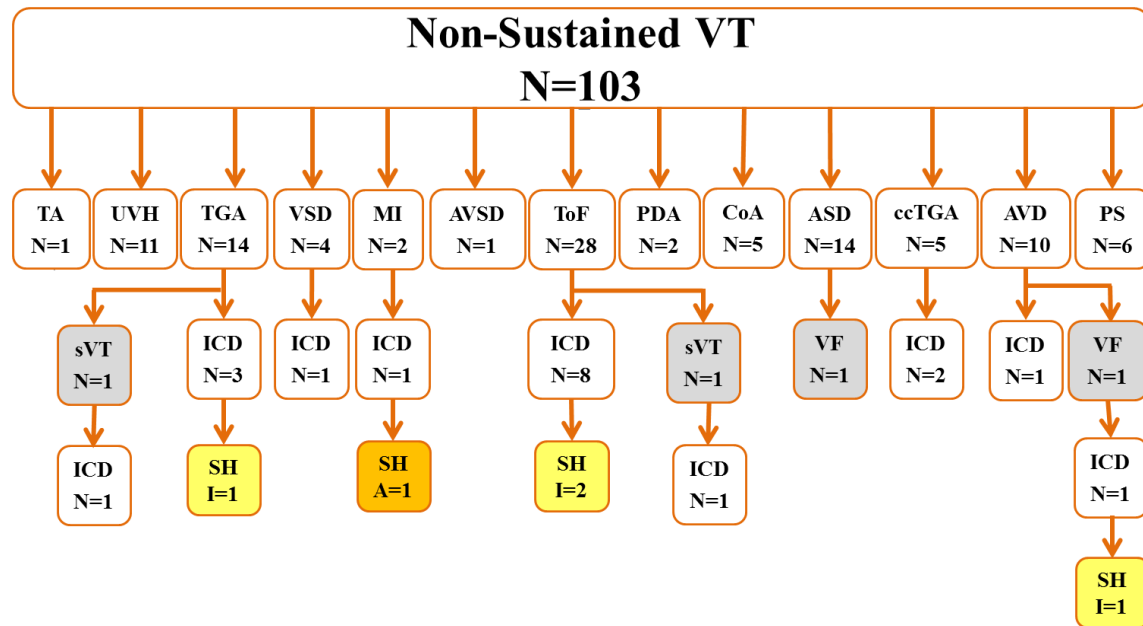 Non-Sustained VT
N=103
TA
N=1
UVH
N=11
TGA
N=14
VSD
N=4
MI
N=2
AVSD
N=1
ToF
N=28
PDA
N=2
CoA
N=5
ASD
N=14
ccTGA
N=5
AVD
N=10
PS
N=6
sVT
N=1
ICD
N=3
ICD
N=1
ICD
N=1
ICD
N=8
sVT
N=1
VF
N=1
ICD
N=2
ICD
N=1
VF
N=1
ICD
N=1
SH
I=1
SH
A=1
SH
I=2
ICD
N=1
ICD
N=1
SH
I=1